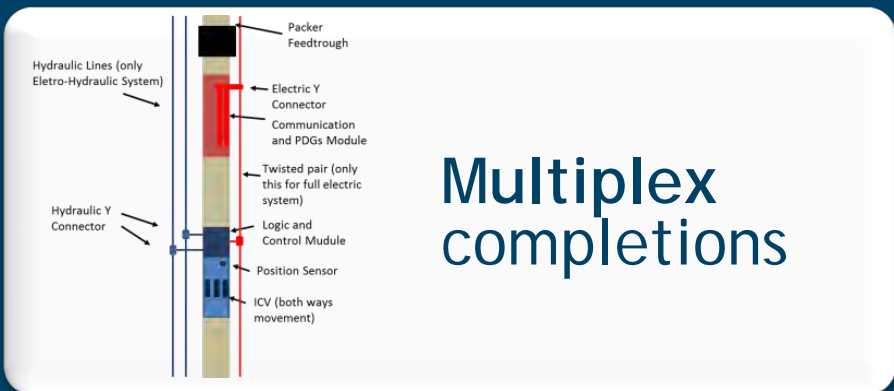 Packer
Feedtrough
Hydraulic Lines (only
Eletro-Hydraulic System)
Electric Y
Connector
Communication
and PDGs Module
Twisted pair (only
this for full electric
system)
Hydraulic Y
Connector
Logic and
Control Mudule
Position Sensor
ICV (both ways
movement)
Multiplex
completions